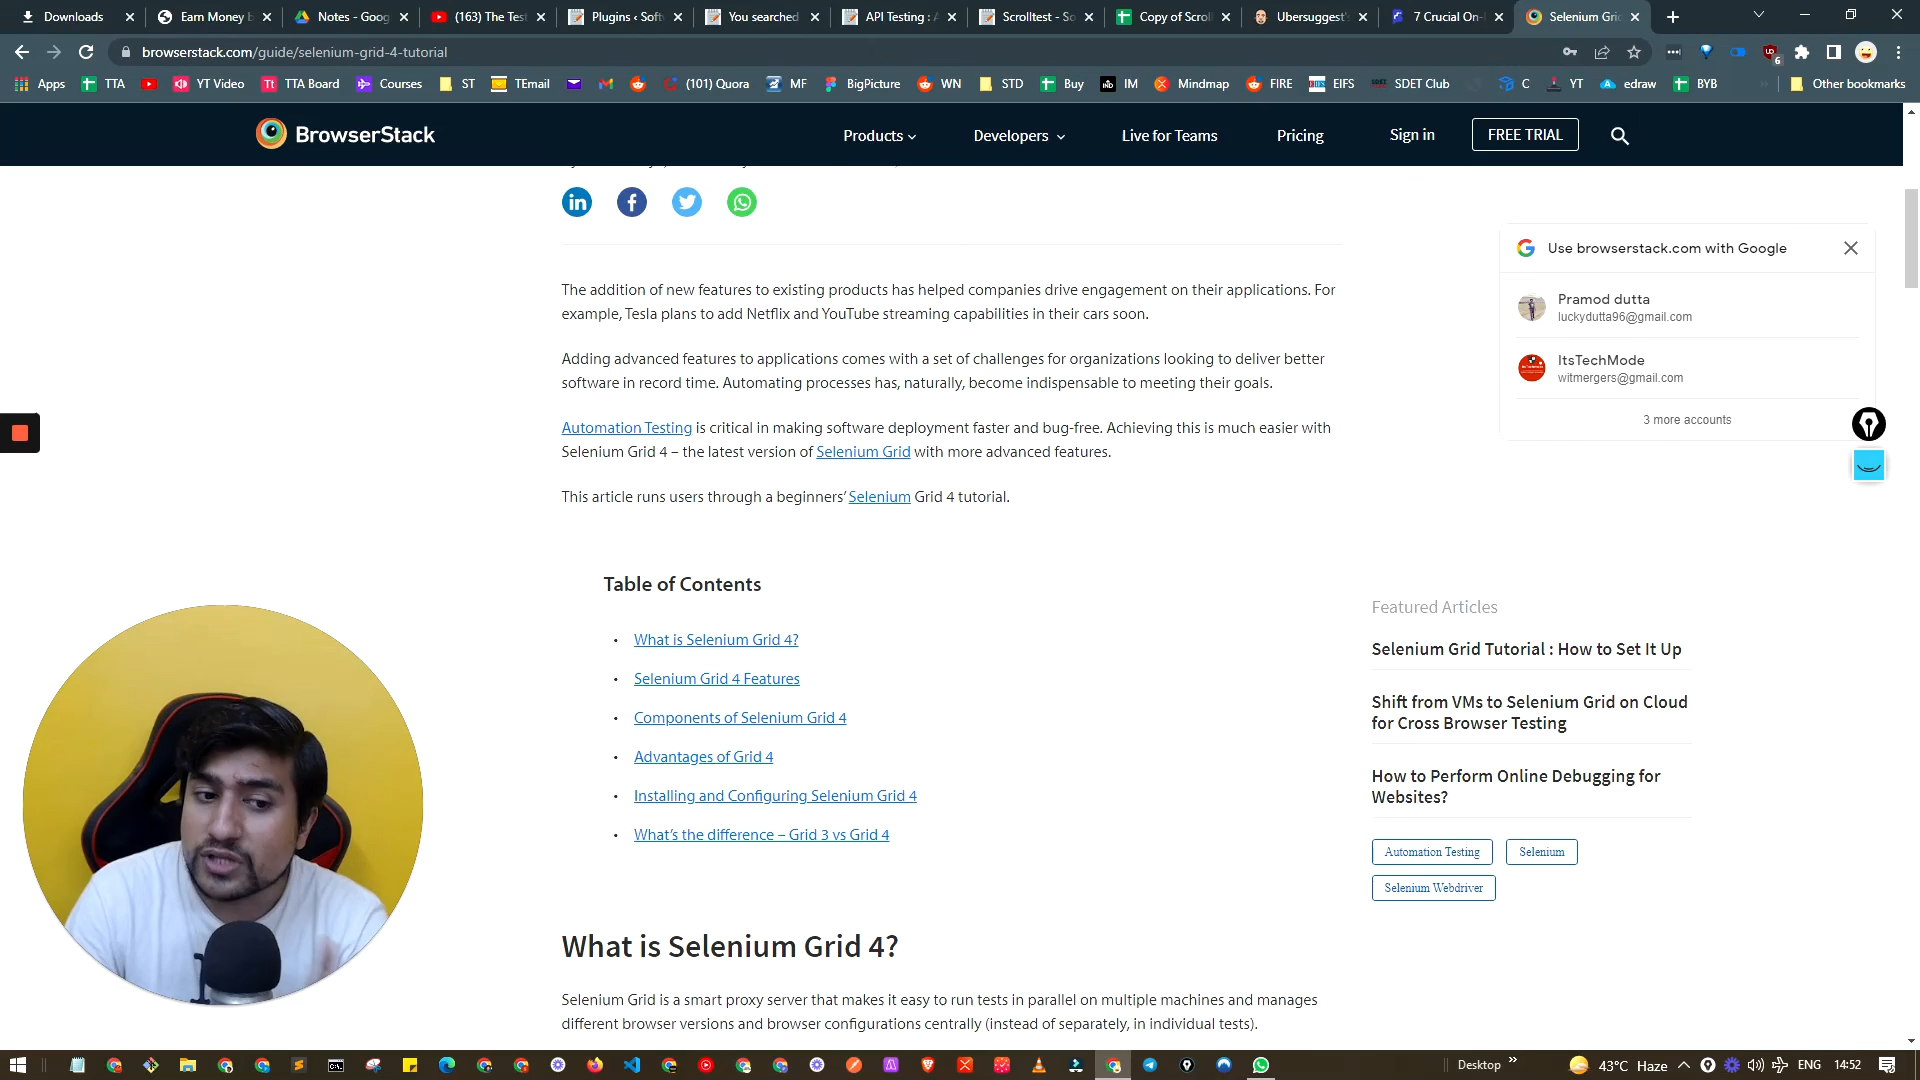 Downloads
Earn Money b
Notes - Goog
(163) The Tes
Plugins ‹ Soft
You searched
API Testing : A
Scrolltest - So
Copy of Scroll
Ubersuggest's
7 Crucial On-
Selenium Grid
browserstack.com/guide/selenium-grid-4-tutorial
6
Apps
TTA
YT Video
TTA Board
Courses
ST
TEmail
(101) Quora
MF
BigPicture
WN
STD
Buy
IM
Mindmap
FIRE
EIFS
SDET Club
C
YT
edraw
BYB
Other bookmarks
BrowserStack
Products
Developers
Live for Teams
Pricing
Sign in
FREE TRIAL
Use browserstack.com with Google
Pramod dutta
luckydutta96@gmail.com
ItsTechMode
witmergers@gmail.com
3 more accounts
The addition of new features to existing products has helped companies drive engagement on their applications. For
example, Tesla plans to add Netflix and YouTube streaming capabilities in their cars soon.
Adding advanced features to applications comes with a set of challenges for organizations looking to deliver better
software in record time. Automating processes has, naturally, become indispensable to meeting their goals.
Automation Testing is critical in making software deployment faster and bug-free. Achieving this is much easier with
Selenium Grid 4 – the latest version of Selenium Grid with more advanced features.
This article runs users through a beginners’ Selenium Grid 4 tutorial.
Table of Contents
• What is Selenium Grid 4?
• Selenium Grid 4 Features
• Components of Selenium Grid 4
• Advantages of Grid 4
• Installing and Configuring Selenium Grid 4
• What’s the difference – Grid 3 vs Grid 4
Featured Articles
Selenium Grid Tutorial : How to Set It Up
Shift from VMs to Selenium Grid on Cloud
for Cross Browser Testing
How to Perform Online Debugging for
Websites?
Automation Testing
Selenium
Selenium Webdriver
What is Selenium Grid 4?
Selenium Grid is a smart proxy server that makes it easy to run tests in parallel on multiple machines and manages
different browser versions and browser configurations centrally (instead of separately, in individual tests).
Desktop
43°C Haze
ENG
14:52